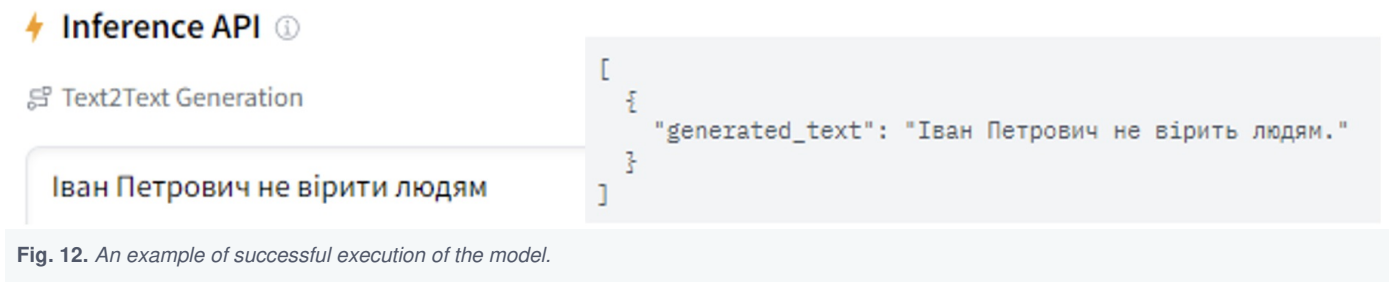 Inference API
Text2Text Generation
Іван Петрович не вірити людям
[
{
"generated_text": "Іван Петрович не вірить людям."
}
]
Fig. 12. An example of successful execution of the model.